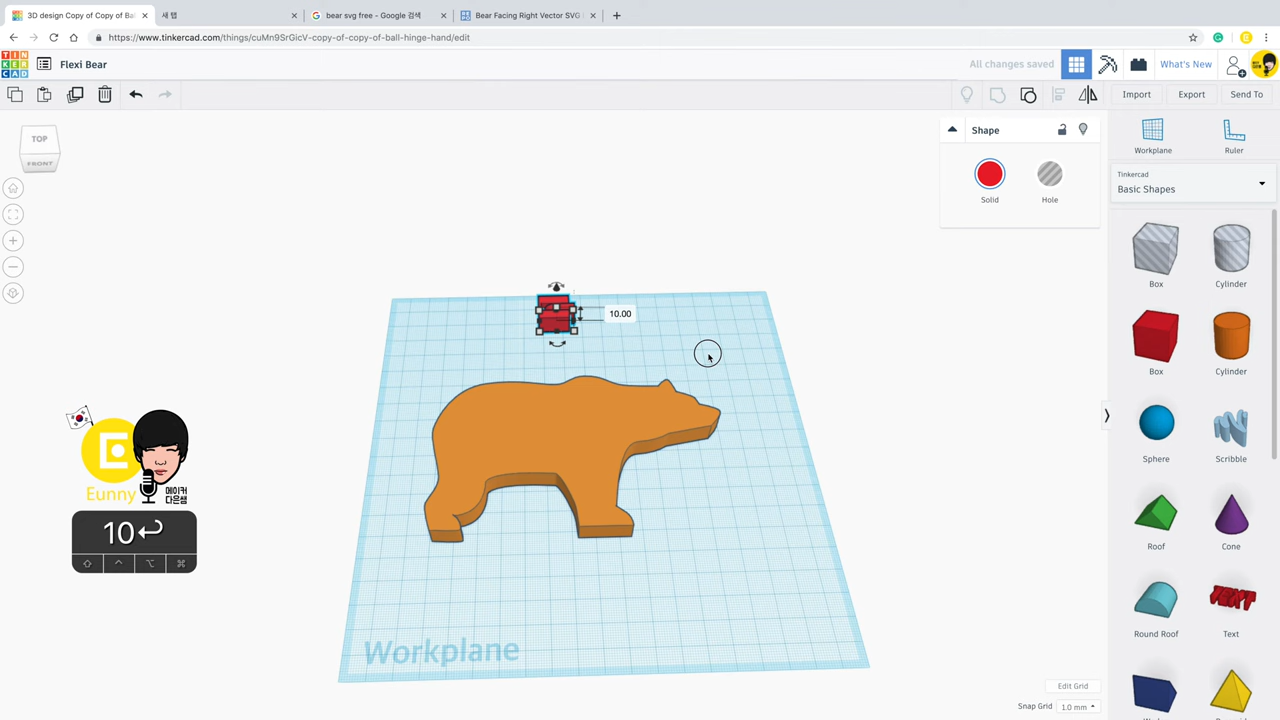 3D design Copy of Copy of Bal
새 탭
bear svg free - Google 검색
Bear Facing Right Vector SVG
https://www.tinkercad.com/things/cuMn9SrGicV-copy-of-copy-of-ball-hinge-hand/edit
TIN
KER
CAD
Flexi Bear
All changes saved
What's New
Import
Export
Send To
TOP
FRONT
Shape
Solid
Hole
Workplane
Ruler
Tinkercad
Basic Shapes
Box
Cylinder
Box
Cylinder
Sphere
Scribble
Roof
Cone
Round Roof
Text
10.00
Eunny
메이커
다은쌤
10
Workplane
Edit Grid
Snap Grid
1.0 mm